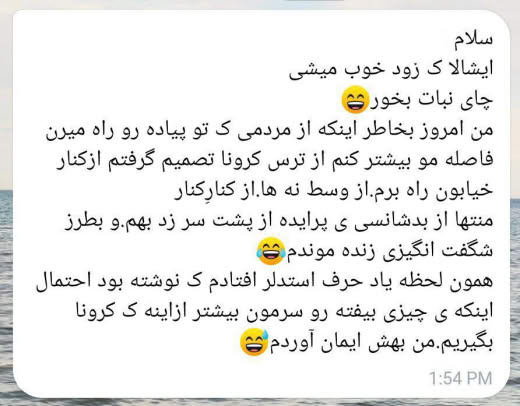 سلام
ایشالا ک زود خوب میشی
چای نبات بخور😄
من امروز بخاطر اینکه از مردمی ک تو پیاده رو راه میرن
فاصله مو بیشتر کنم از ترس کرونا تصمیم گرفتم ازکنار
خیابون راه برم.از وسط نه ها.از کنارِکنار
منتها از بدشانسی ی پرایده از پشت سر زد بهم.و بطرز
شگفت انگیزی زنده موندم😂
همون لحظه یاد حرف استدلر افتادم ک نوشته بود احتمال
اینکه ی چیزی بیفته رو سرمون بیشتر ازاینه ک کرونا
بگیریم.من بهش ایمان آوردم😅
1:54 PM